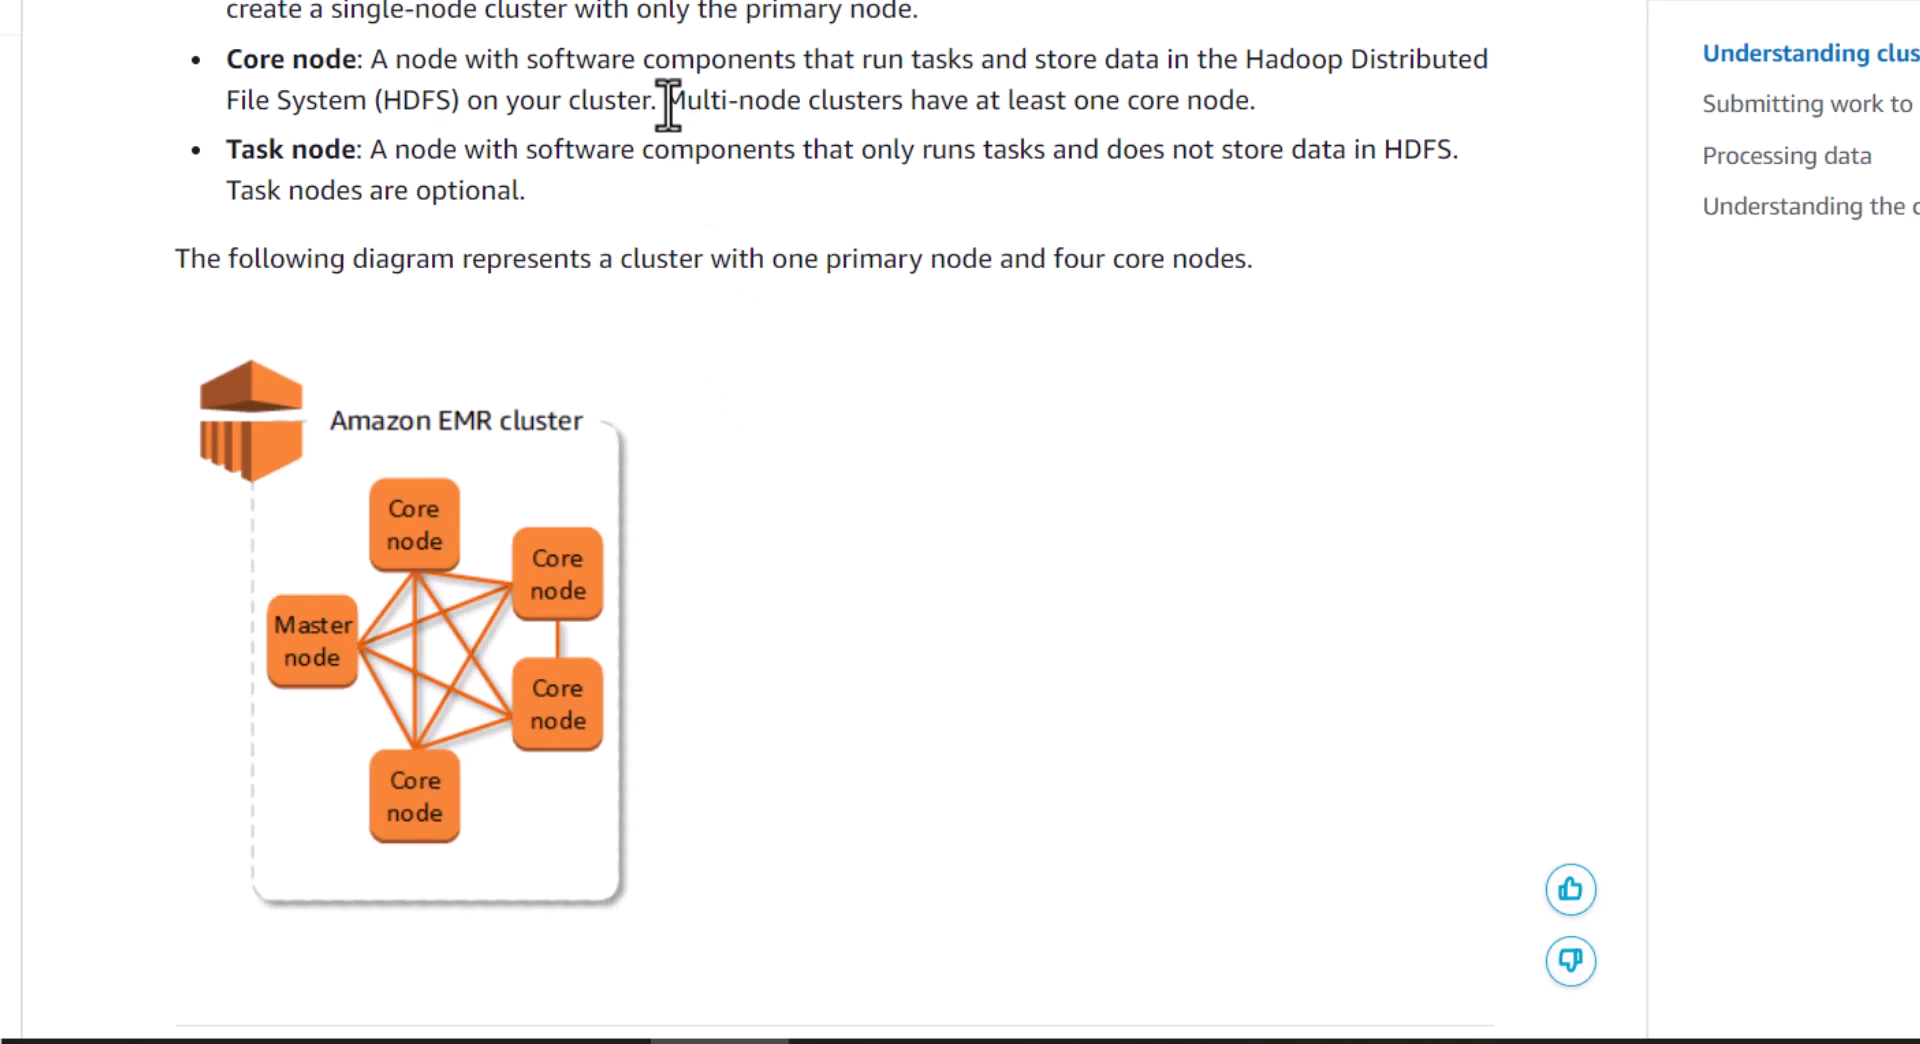 create a single-node cluster with only the primary node.
• Core node: A node with software components that run tasks and store data in the Hadoop Distributed
File System (HDFS) on your cluster. Multi-node clusters have at least one core node.
• Task node: A node with software components that only runs tasks and does not store data in HDFS.
Task nodes are optional.
The following diagram represents a cluster with one primary node and four core nodes.
Amazon EMR cluster
Core
node
Core
node
Master
node
Core
node
Core
node
Understanding clus
Submitting work to
Processing data
Understanding the c